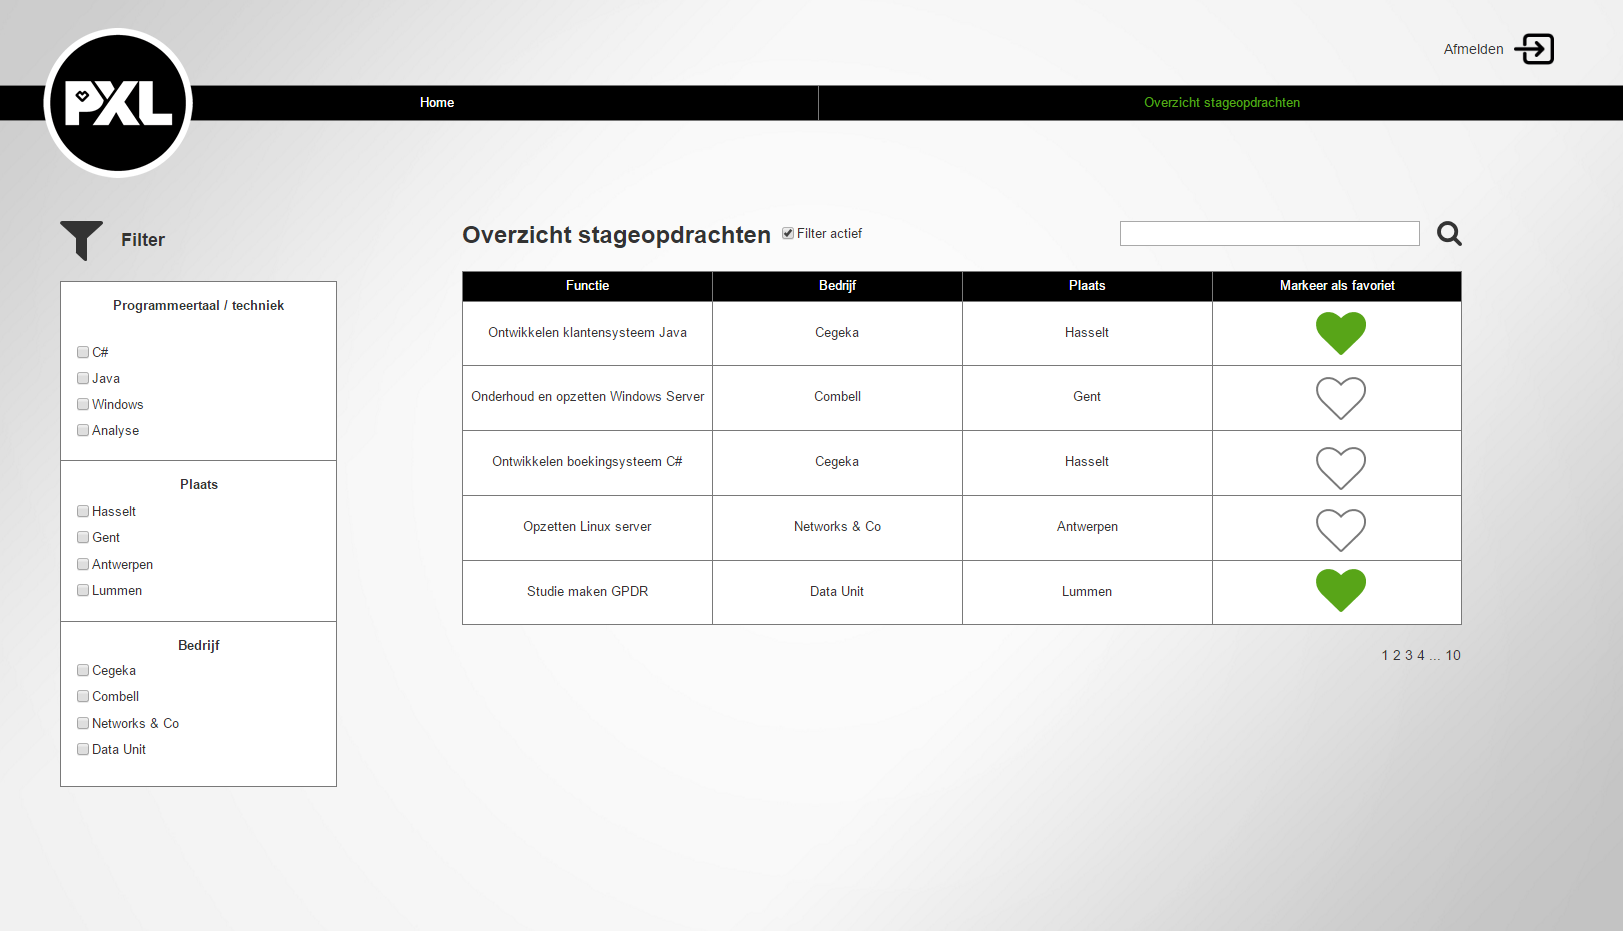 Afmelden
PXL
Home
Overzicht stageopdrachten
Filter
Programmeertaal / techniek
C#
Java
Windows
Analyse
Plaats
Hasselt
Gent
Antwerpen
Lummen
Bedrijf
Cegeka
Combell
Networks & Co
Data Unit
Overzicht stageopdrachten Filter actief
Functie Bedrijf Plaats Markeer als favoriet
Ontwikkelen klantensysteem Java Cegeka Hasselt
Onderhoud en opzetten Windows Server Combell Gent
Ontwikkelen boekingsysteem C# Cegeka Hasselt
Opzetten Linux server Networks & Co Antwerpen
Studie maken GPDR Data Unit Lummen
1 2 3 4 ... 10